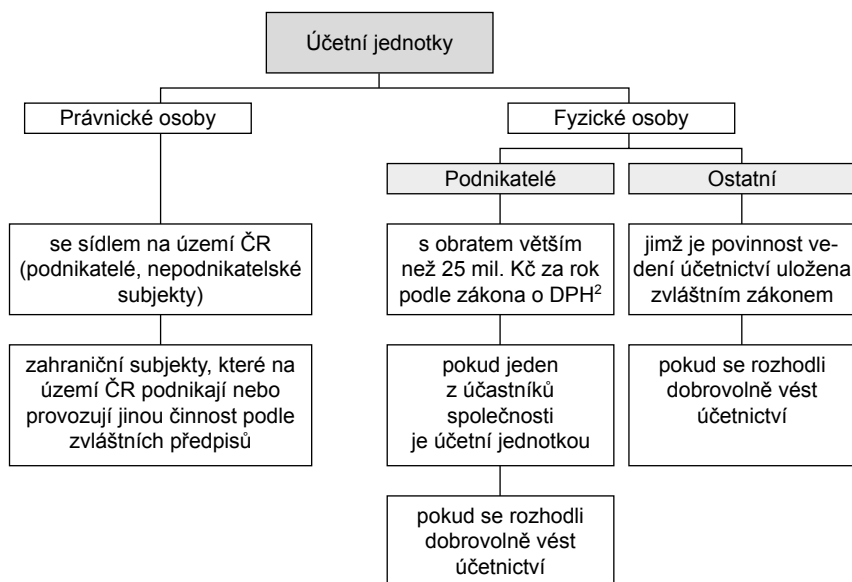 Účetní jednotky
Právnické osoby
Fyzické osoby
Podnikatelé
Ostatní
se sídlem na území ČR
(podnikatelé, nepodnikatelské
subjekty)
s obratem větším
než 25 mil. Kč za rok
podle zákona o DPH²
jimž je povinnost ve-
dení účetnictví uložena
zvláštním zákonem
zahraniční subjekty, které na
území ČR podnikají nebo
provozují jinou činnost podle
zvláštních předpisů
pokud jeden
z účastníků
společnosti
je účetní jednotkou
pokud se rozhodli
dobrovolně vést
účetnictví
pokud se rozhodli
dobrovolně vést
účetnictví